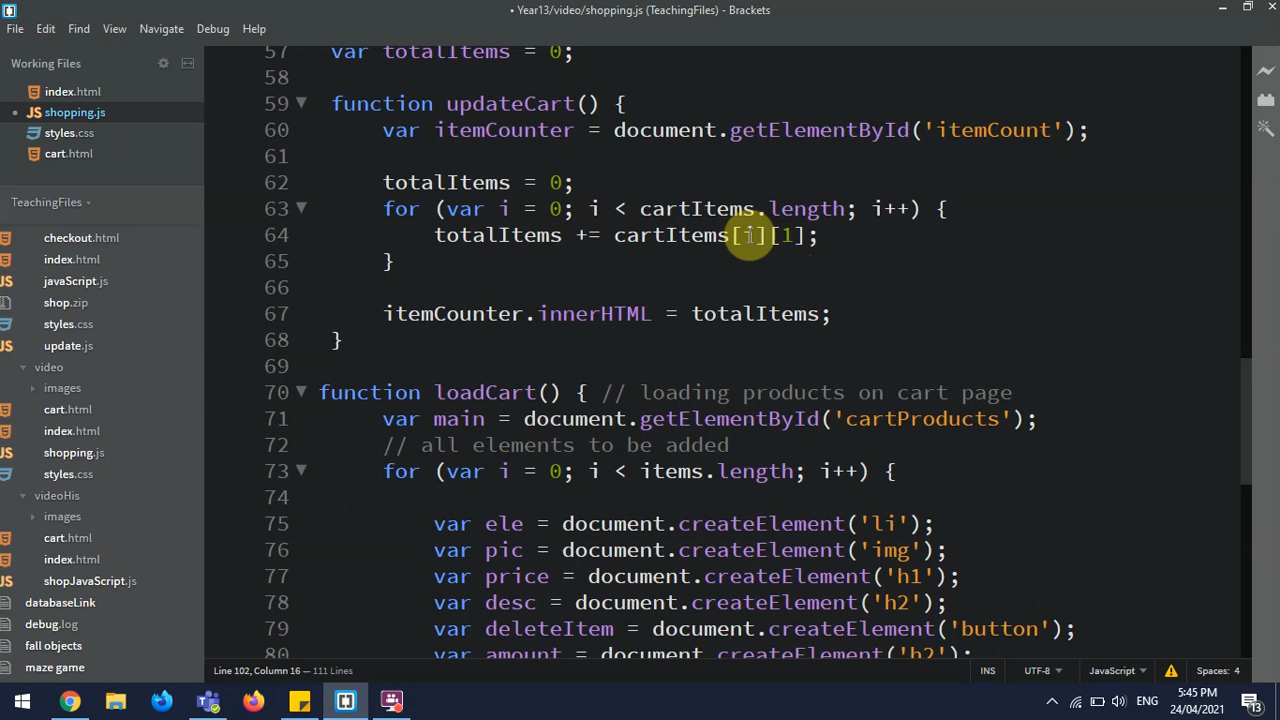 • Year13/video/shopping.js (TeachingFiles) - Brackets
File Edit Find View Navigate Debug Help
Working Files
index.html
shopping.js
styles.css
cart.html
TeachingFiles
checkout.html
index.html
javaScript.js
shop.zip
styles.css
update.js
video
images
cart.html
index.html
shopping.js
styles.css
videoHis
images
cart.html
index.html
shopJavaScript.js
databaseLink
debug.log
fall objects
maze game
57 var totalItems = 0;
58
59 function updateCart() {
60 var itemCounter = document.getElementById('itemCount');
61
62 totalItems = 0;
63 for (var i = 0; i < cartItems.length; i++) {
64 totalItems += cartItems[i][1];
65 }
66
67 itemCounter.innerHTML = totalItems;
68 }
69
70 function loadCart() { // loading products on cart page
71 var main = document.getElementById('cartProducts');
72 // all elements to be added
73 for (var i = 0; i < items.length; i++) {
74
75 var ele = document.createElement('li');
76 var pic = document.createElement('img');
77 var price = document.createElement('h1');
78 var desc = document.createElement('h2');
79 var deleteItem = document.createElement('button');
80 var amount = document.createElement('h2');
Line 102, Column 16 — 111 Lines
INS UTF-8 JavaScript Spaces: 4
ENG
5:45 PM
24/04/2021
13